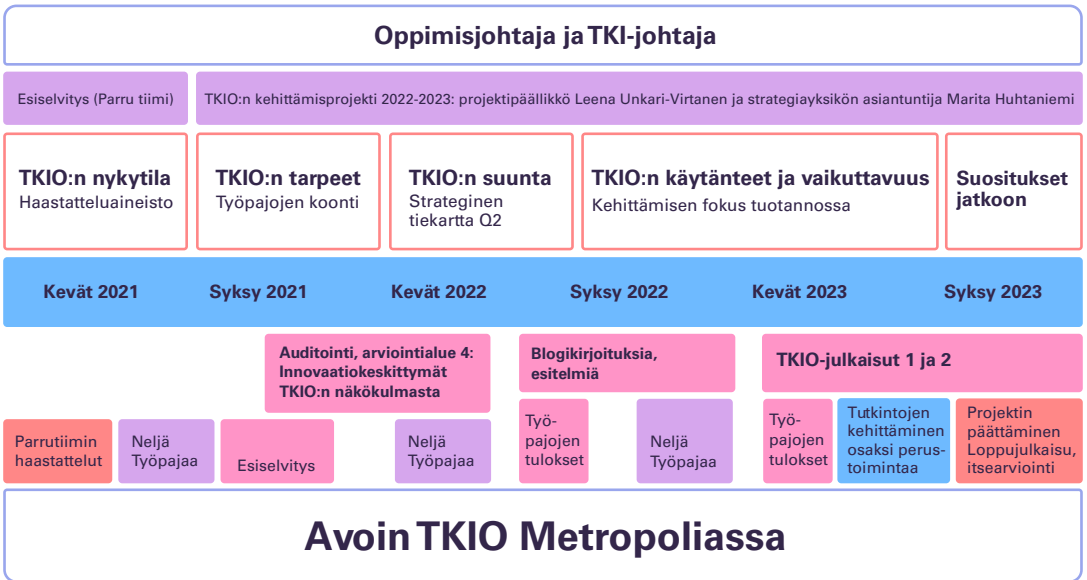 Oppimisjohtaja ja TKI-johtaja
Esiselvitys (Parru tiimi)
TKIO:n kehittämisprojekti 2022-2023: projektipäällikkö Leena Unkari-Virtanen ja strategiayksikön asiantuntija Marita Huhtaniemi
TKIO:n nykytila
Haastatteluaineisto
TKIO:n tarpeet
Työpajojen koonti
TKIO:n suunta
Strateginen
tiekartta Q2
TKIO:n käytänteet ja vaikuttavuus
Kehittämisen fokus tuotannossa
Suositukset
jatkoon
Kevät 2021
Syksy 2021
Kevät 2022
Syksy 2022
Kevät 2023
Syksy 2023
Auditointi, arviointialue 4:
Innovaatiokeskittymät
TKIO:n näkökulmasta
Blogikirjoituksia,
esitelmiä
TKIO-julkaisut 1 ja 2
Parrutiimin
haastattelut
Neljä
Työpajaa
Esiselvitys
Neljä
Työpajaa
Työ-
pajojen
tulokset
Neljä
Työpajaa
Työ-
pajojen
tulokset
Tutkintojen
kehittäminen
osaksi perus-
toimintaa
Projektin
päättäminen
Loppujulkaisu,
itsearviointi
Avoin TKIO Metropoliassa